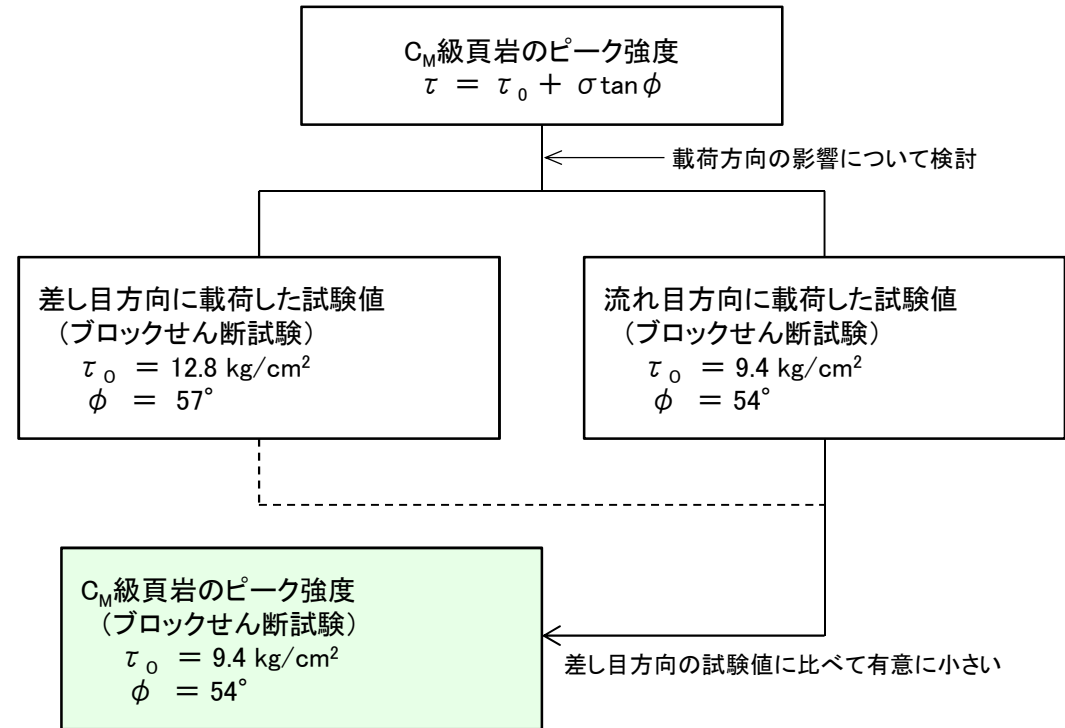 CM級頁岩のピーク強度
τ = τ0 + σtanφ
載荷方向の影響について検討
差し目方向に載荷した試験値
（ブロックせん断試験）
τ0 = 12.8 kg/cm²
φ = 57°
流れ目方向に載荷した試験値
（ブロックせん断試験）
τ0 = 9.4 kg/cm²
φ = 54°
CM級頁岩のピーク強度
（ブロックせん断試験）
τ0 = 9.4 kg/cm²
φ = 54°
差し目方向の試験値に比べて有意に小さい